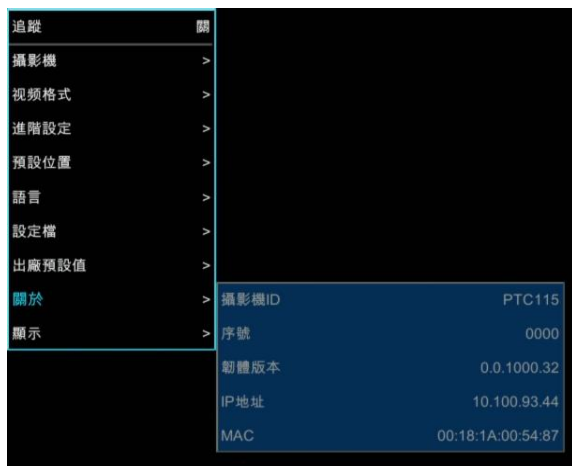 追蹤 關
攝影機 >
视频格式 >
進階設定 >
預設位置 >
語言 >
設定檔 >
出廠預設值 >
關於 >
顯示 >
攝影機ID PTC115
序號 0000
韌體版本 0.0.1000.32
IP地址 10.100.93.44
MAC 00:18:1A:00:54:87